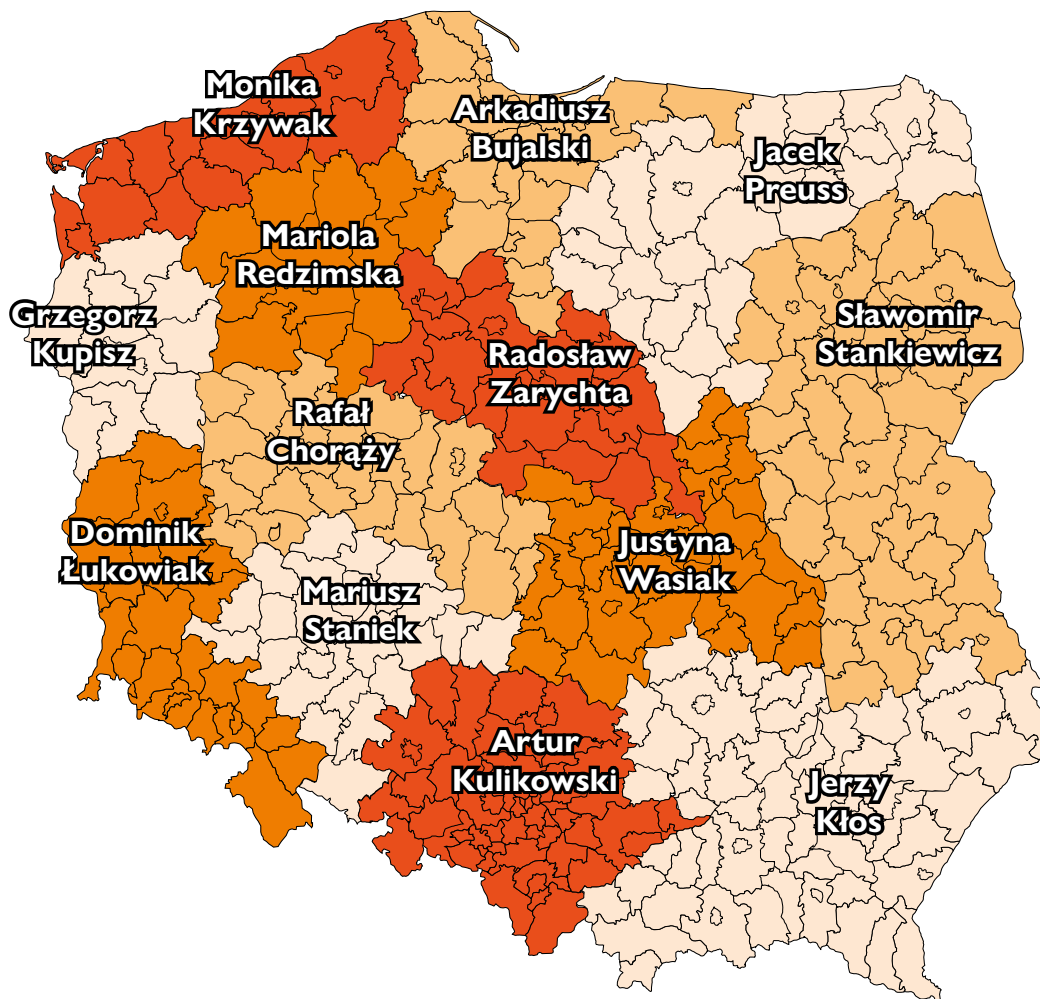 Monika
Krzywak
Arkadiusz
Bujalski
Jacek
Preuss
Mariola
Redzimska
Grzegorz
Kupisz
Sławomir
Stankiewicz
Radosław
Zarychta
Rafał
Chorąży
Dominik
Łukowiak
Justyna
Wasiak
Mariusz
Staniek
Artur
Kulikowski
Jerzy
Kłos